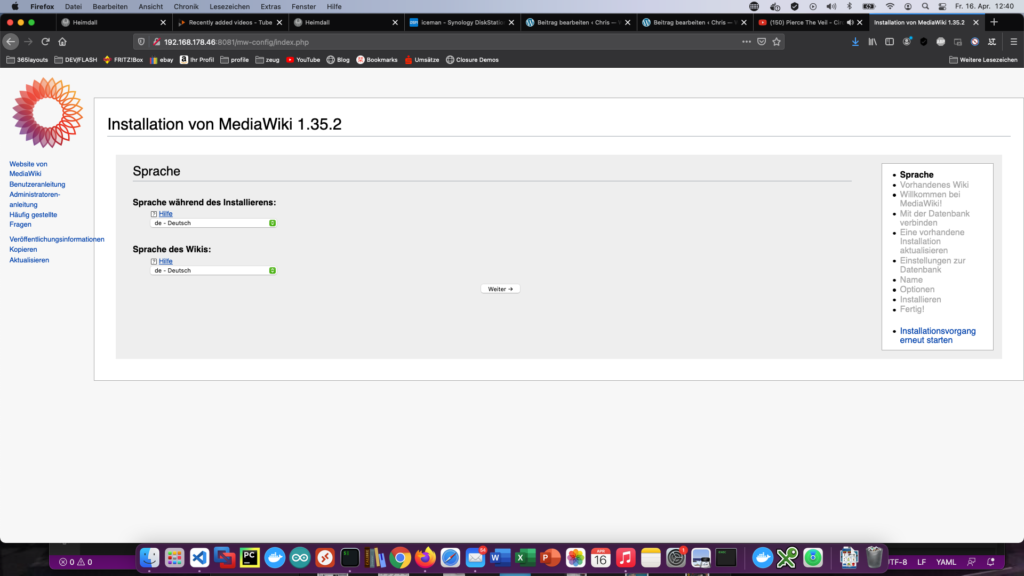 Firefox Datei Bearbeiten Ansicht Chronik Lesezeichen Extras Fenster Hilfe Fr. 16. Apr. 12:40
Heimdall Recently added videos - Tube Heimdall iceman - Synology DiskStati Beitrag bearbeiten ‹ Chris — Beitrag bearbeiten ‹ Chris — (150) Pierce The Veil - Installation von MediaWiki 1.35.2
192.168.178.46:8081/mw-config/index.php
365layouts DEV/FLASH FRITZ!Box ebay Ihr Profil profile zeug YouTube Blog Bookmarks Umsätze Closure Demos Weitere Lesezeichen
Installation von MediaWiki 1.35.2
Website von
MediaWiki
Benutzeranleitung
Administratoren-
anleitung
Häufig gestellte
Fragen
Veröffentlichungsinformationen
Kopieren
Aktualisieren
Sprache
Sprache während des Installierens:
Hilfe
de - Deutsch
Sprache des Wikis:
Hilfe
de - Deutsch
Weiter →
Sprache
Vorhandenes Wiki
Willkommen bei
MediaWiki!
Mit der Datenbank
verbinden
Eine vorhandene
Installation
aktualisieren
Einstellungen zur
Datenbank
Name
Optionen
Installieren
Fertig!
Installationsvorgang
erneut starten
0 0 LF YAML